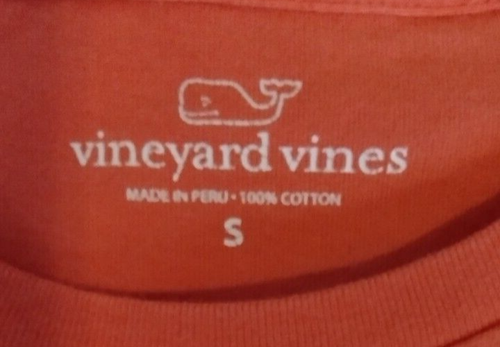 vineyard vines
MADE IN PERU • 100% COTTON
S